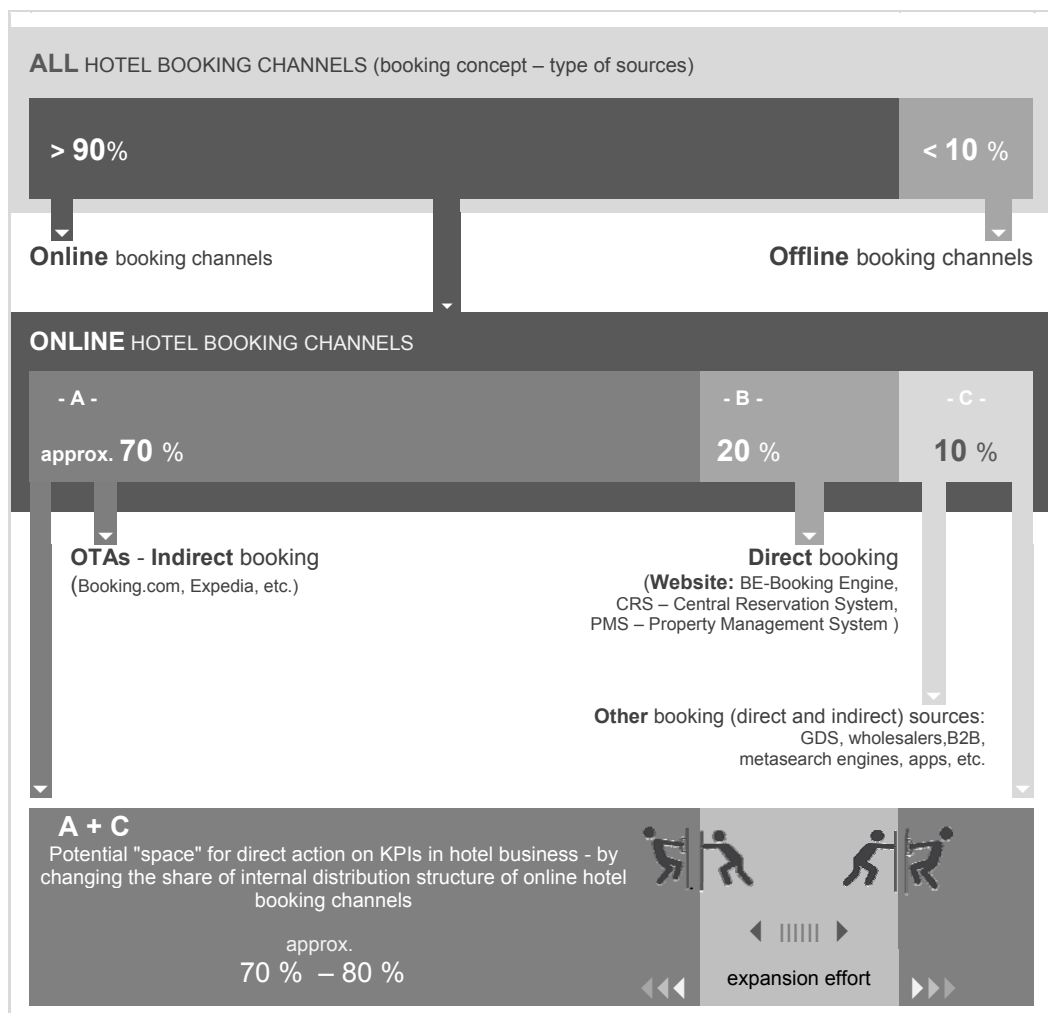 ALL HOTEL BOOKING CHANNELS (booking concept – type of sources)
> 90%
< 10 %
Online booking channels
Offline booking channels
ONLINE HOTEL BOOKING CHANNELS
- A -
- B -
- C -
approx. 70 %
20 %
10 %
OTAs - Indirect booking
(Booking.com, Expedia, etc.)
Direct booking
(Website: BE-Booking Engine,
CRS – Central Reservation System,
PMS – Property Management System )
Other booking (direct and indirect) sources:
GDS, wholesalers,B2B,
metasearch engines, apps, etc.
A + C
Potential "space" for direct action on KPIs in hotel business - by
changing the share of internal distribution structure of online hotel
booking channels
approx.
70 % – 80 %
expansion effort